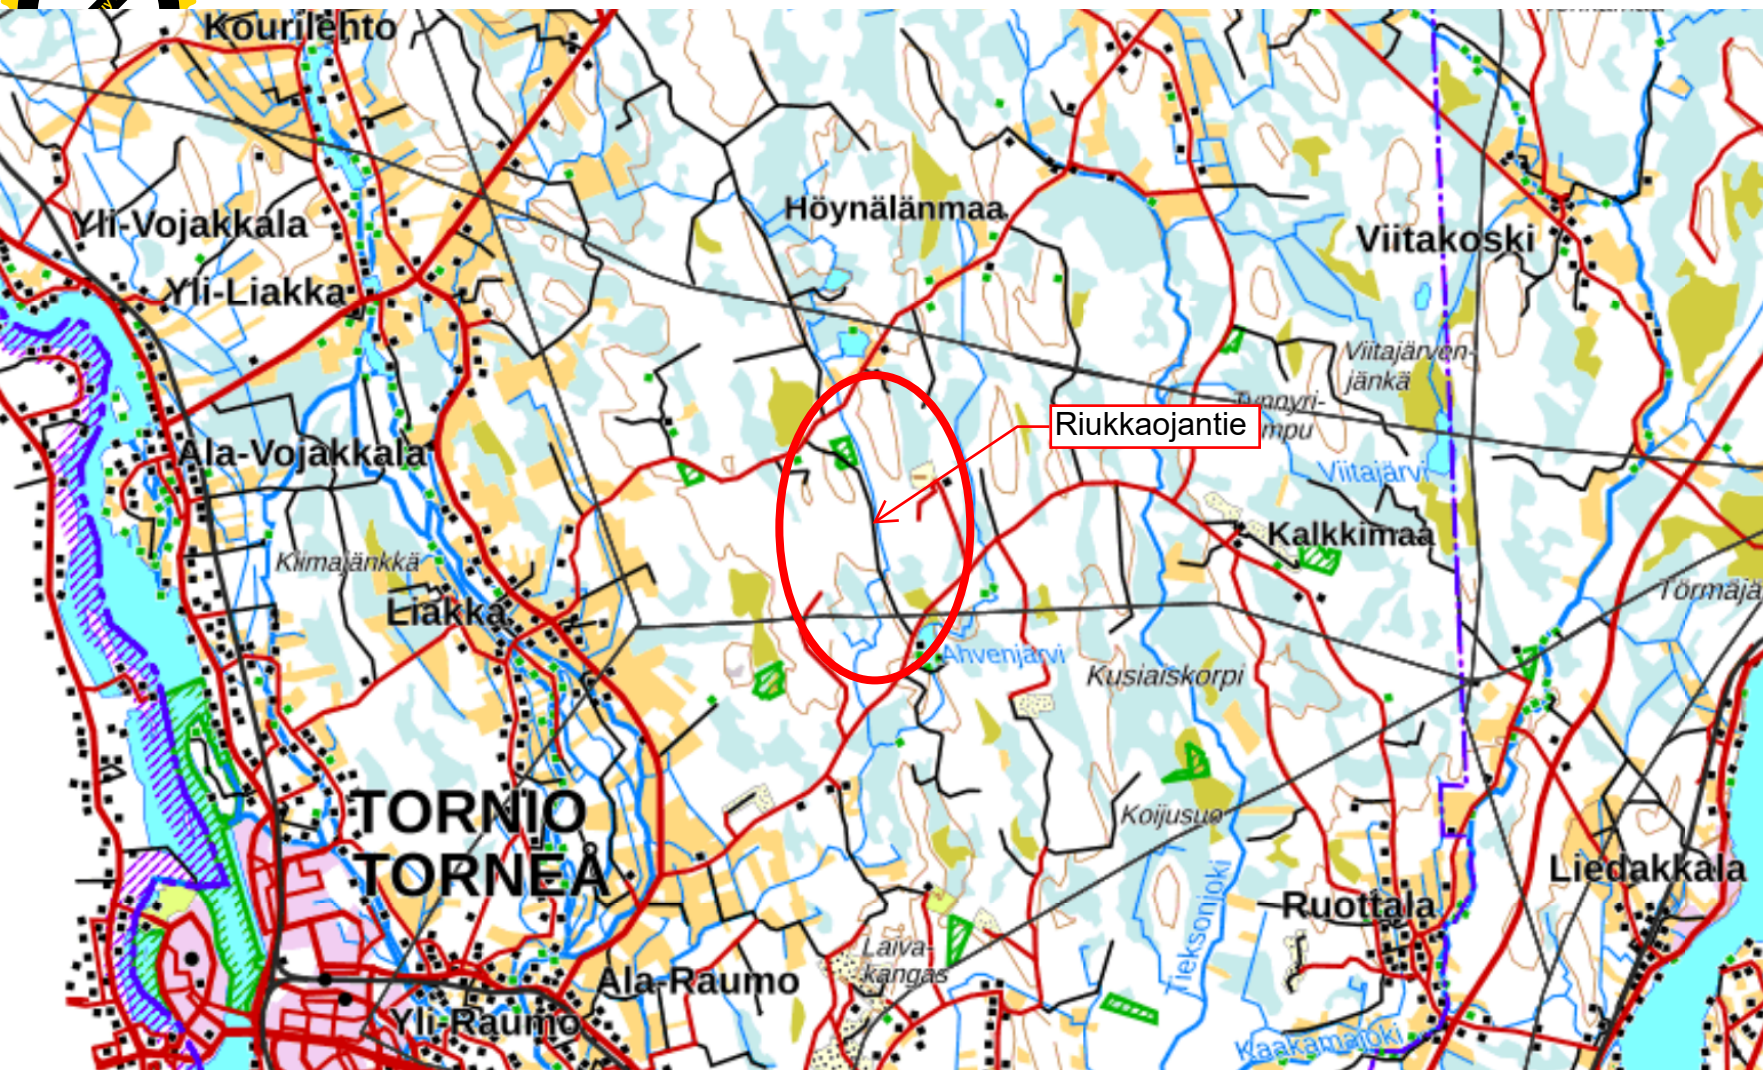 Kourilehto
Yli-Vojakkala
Höynälänmaa
Viitakoski
Yli-Liakka
Viitajärven-
jänkä
Riukkaojantie
Ala-Vojakkala
Viitajärvi
Kalkkimaa
Kiimajänkkä
Törmäjä
Liakka
Ahvenjärvi
Kusiaiskorpi
TORNIO
TORNEÅ
Koijusuo
Liedakkala
Ruottala
Tieksonjoki
Laiva-
kangas
Ala-Raumo
Yli-Raumo
Kaakamajoki